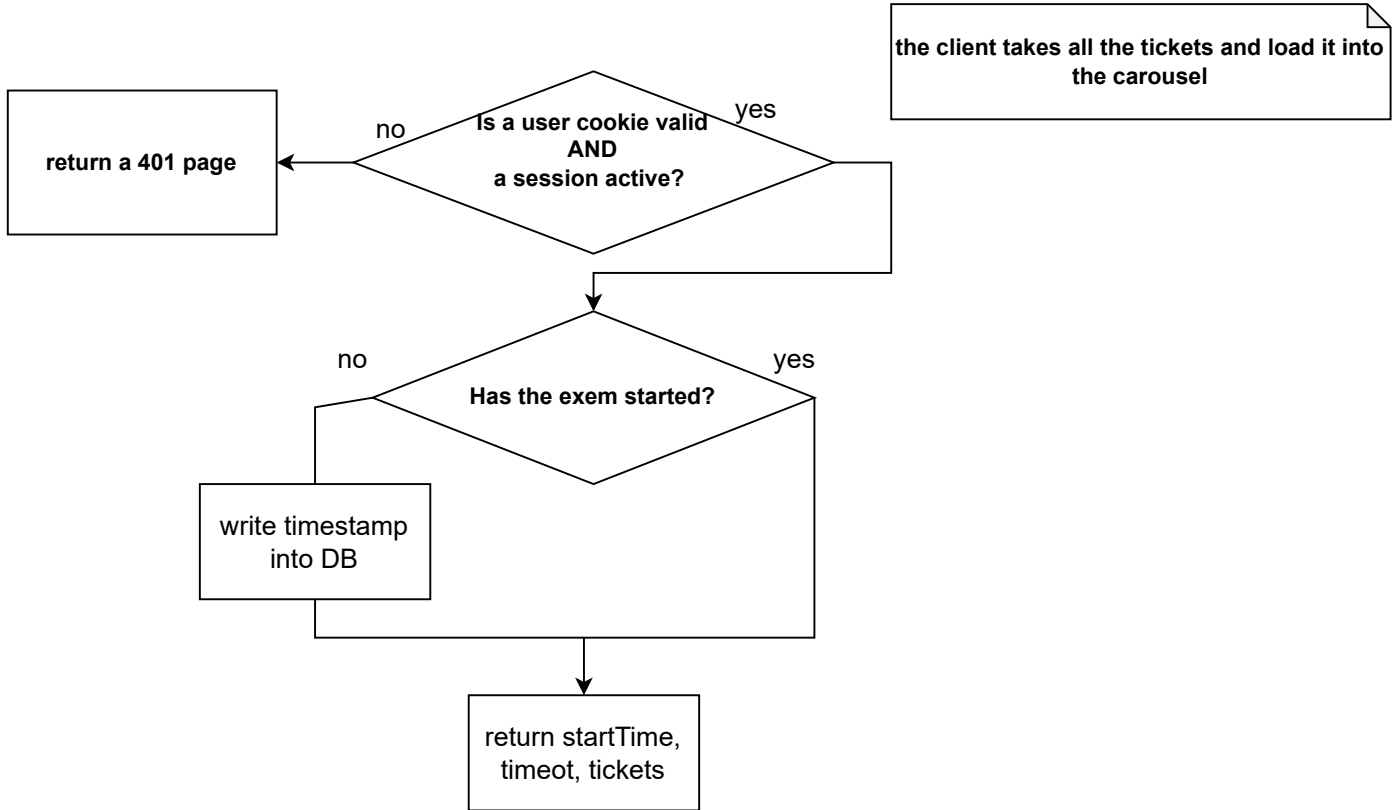 the client takes all the tickets and load it into
the carousel
yes
no
Is a user cookie valid
AND
a session active?
return a 401 page
no
yes
Has the exem started?
write timestamp
into DB
return startTime,
timeot, tickets